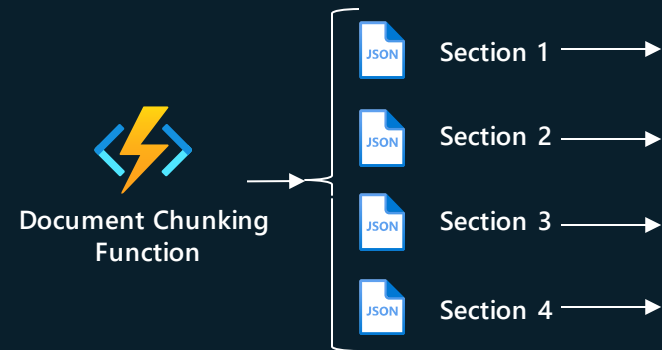 JSON
Section 1
JSON
Section 2
Document Chunking
Function
JSON
Section 3
JSON
Section 4